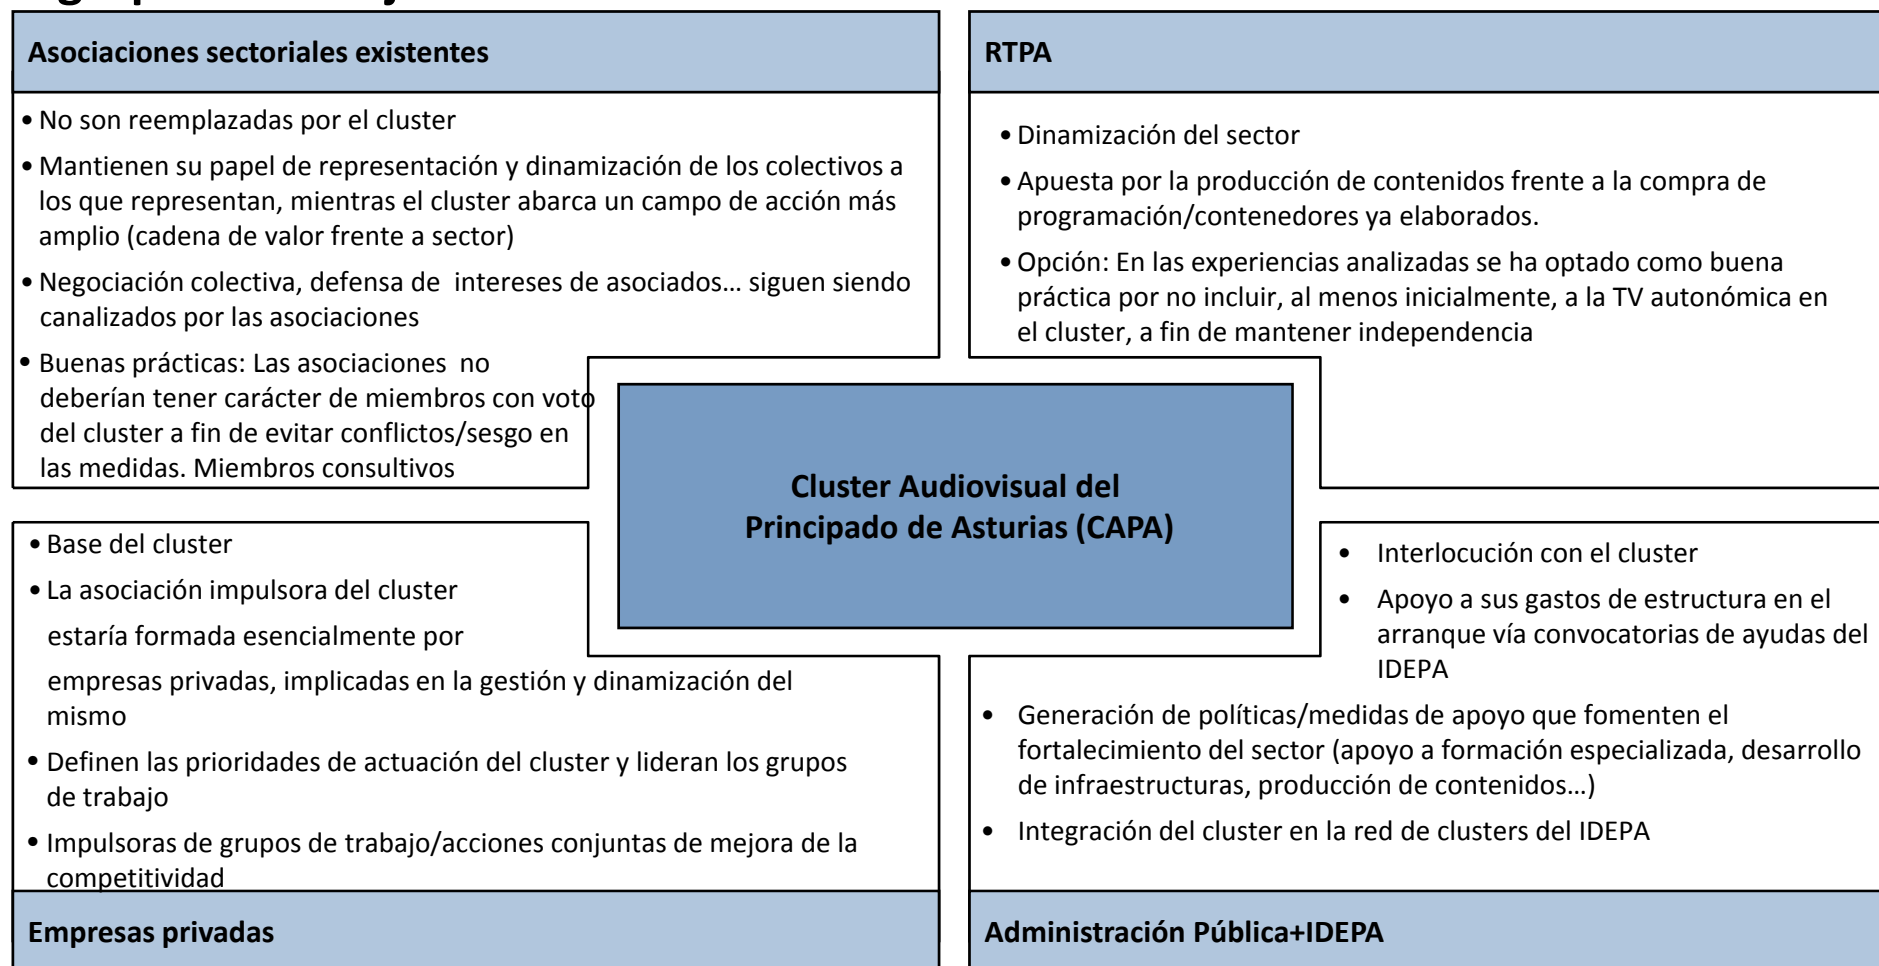 Asociaciones sectoriales existentes
• No son reemplazadas por el cluster
• Mantienen su papel de representación y dinamización de los colectivos a
los que representan, mientras el cluster abarca un campo de acción más
amplio (cadena de valor frente a sector)
• Negociación colectiva, defensa de intereses de asociados... siguen siendo
canalizados por las asociaciones
• Buenas prácticas: Las asociaciones no
deberían tener carácter de miembros con voto
del cluster a fin de evitar conflictos/sesgo en
las medidas. Miembros consultivos
RTPA
• Dinamización del sector
• Apuesta por la producción de contenidos frente a la compra de
programación/contenedores ya elaborados.
• Opción: En las experiencias analizadas se ha optado como buena
práctica por no incluir, al menos inicialmente, a la TV autonómica en
el cluster, a fin de mantener independencia
Cluster Audiovisual del
Principado de Asturias (CAPA)
• Base del cluster
• La asociación impulsora del cluster
estaría formada esencialmente por
empresas privadas, implicadas en la gestión y dinamización del
mismo
• Definen las prioridades de actuación del cluster y lideran los grupos
de trabajo
• Impulsoras de grupos de trabajo/acciones conjuntas de mejora de la
competitividad
Empresas privadas
• Interlocución con el cluster
• Apoyo a sus gastos de estructura en el
arranque vía convocatorias de ayudas del
IDEPA
• Generación de políticas/medidas de apoyo que fomenten el
fortalecimiento del sector (apoyo a formación especializada, desarrollo
de infraestructuras, producción de contenidos...)
• Integración del cluster en la red de clusters del IDEPA
Administración Pública+IDEPA